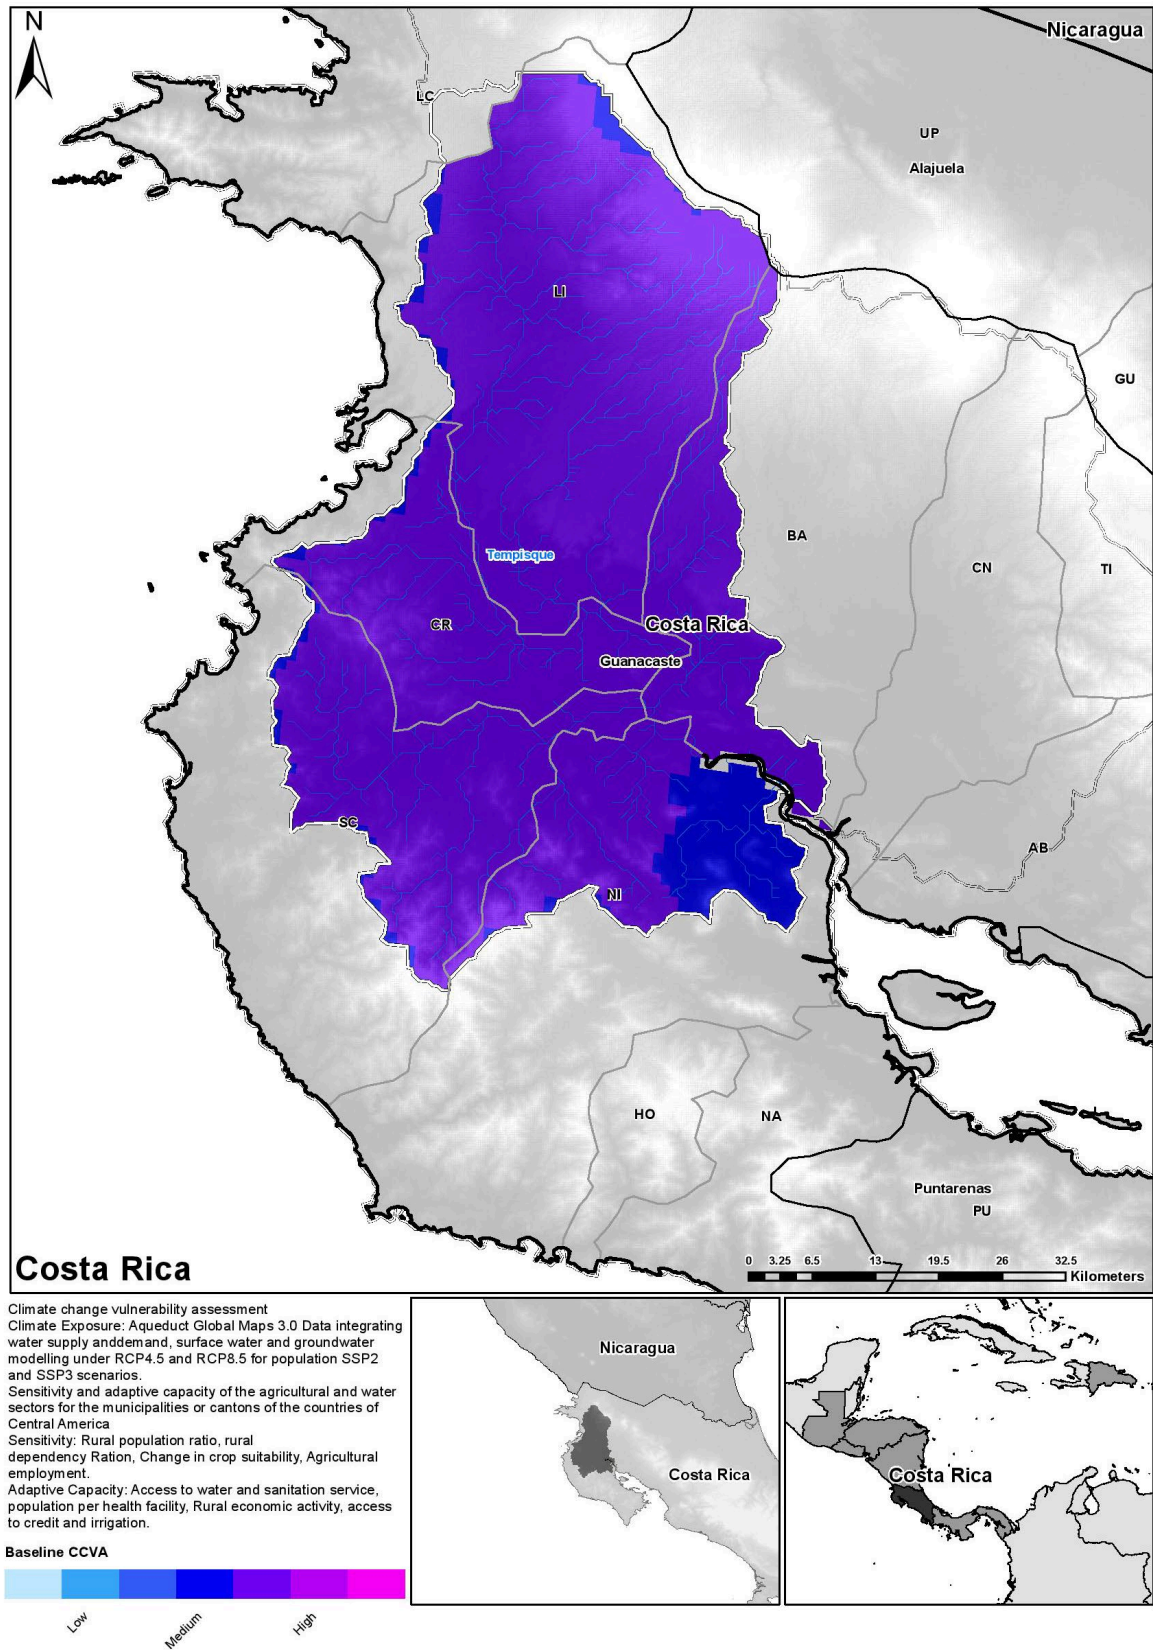 N
Nicaragua
LC
UP
Alajuela
LI
GU
BA
CN
TI
Tempisque
CR
Costa Rica
Guanacaste
SC
AB
NI
HO
NA
Puntarenas
PU
Costa Rica
0 3.25 6.5 13 19.5 26 32.5
Kilometers
Climate change vulnerability assessment
Climate Exposure: Aqueduct Global Maps 3.0 Data integrating
water supply anddemand, surface water and groundwater
modelling under RCP4.5 and RCP8.5 for population SSP2
and SSP3 scenarios.
Sensitivity and adaptive capacity of the agricultural and water
sectors for the municipalities or cantons of the countries of
Central America
Sensitivity: Rural population ratio, rural
dependency Ration, Change in crop suitability, Agricultural
employment.
Adaptive Capacity: Access to water and sanitation service,
population per health facility, Rural economic activity, access
to credit and irrigation.
Baseline CCVA
Low
Medium
High
Nicaragua
Costa Rica
Costa Rica